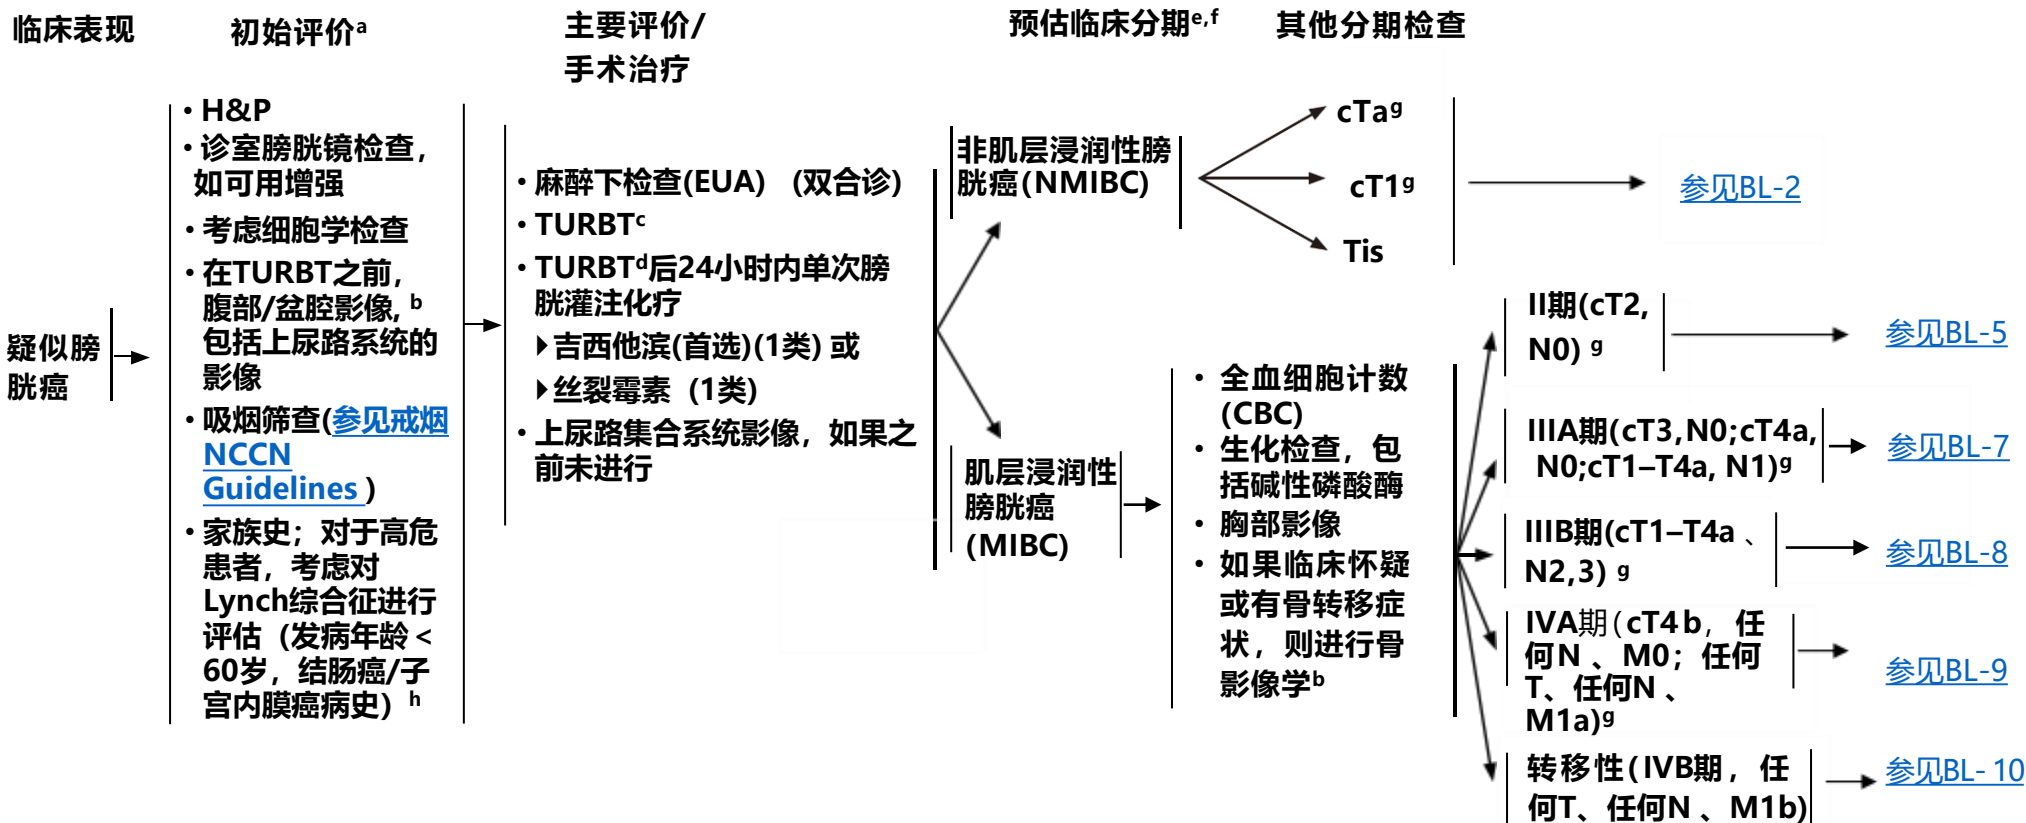 临床表现
初始评价a
主要评价/
手术治疗
预估临床分期e,f
其他分期检查
疑似膀
胱癌
• H&P
• 诊室膀胱镜检查,
如可用增强
• 考虑细胞学检查
• 在TURBT之前,
腹部/盆腔影像, b
包括上尿路系统的
影像
• 吸烟筛查(参见戒烟
NCCN
Guidelines )
• 家族史；对于高危
患者，考虑对
Lynch综合征进行
评估（发病年龄＜
60岁，结肠癌/子
宫内膜癌病史）h
• 麻醉下检查(EUA) (双合诊)
• TURBTc
• TURBTd后24小时内单次膀
胱灌注化疗
吉西他滨(首选)(1类) 或
丝裂霉素 (1类)
• 上尿路集合系统影像，如果之
前未进行
非肌层浸润性膀
胱癌(NMIBC)
cTag
cT1g
Tis
参见BL-2
肌层浸润性
膀胱癌
(MIBC)
• 全血细胞计数
(CBC)
• 生化检查，包
括碱性磷酸酶
• 胸部影像
• 如果临床怀疑
或有骨转移症
状，则进行骨
影像学b
II期(cT2,
N0) g
参见BL-5
IIIA期(cT3,N0;cT4a,
N0;cT1–T4a, N1)g
参见BL-7
IIIB期(cT1–T4a 、
N2,3) g
参见BL-8
IVA期(cT4b，任
何N 、M0；任何
T、任何N 、
M1a)g
参见BL-9
转移性(IVB期，任
何T、任何N 、M1b)
参见BL- 10